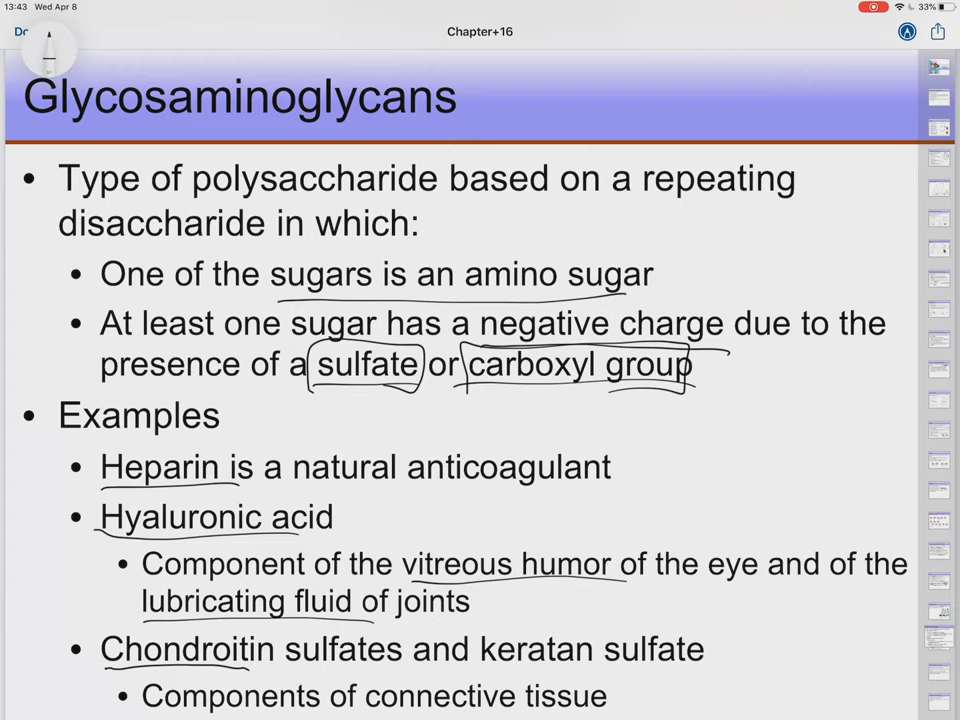 13:43 Wed Apr 8
33%
Chapter+16
Glycosaminoglycans
• Type of polysaccharide based on a repeating
disaccharide in which:
• One of the sugars is an amino sugar
• At least one sugar has a negative charge due to the
presence of a sulfate or carboxyl group
• Examples
• Heparin is a natural anticoagulant
• Hyaluronic acid
• Component of the vitreous humor of the eye and of the
lubricating fluid of joints
• Chondroitin sulfates and keratan sulfate
• Components of connective tissue